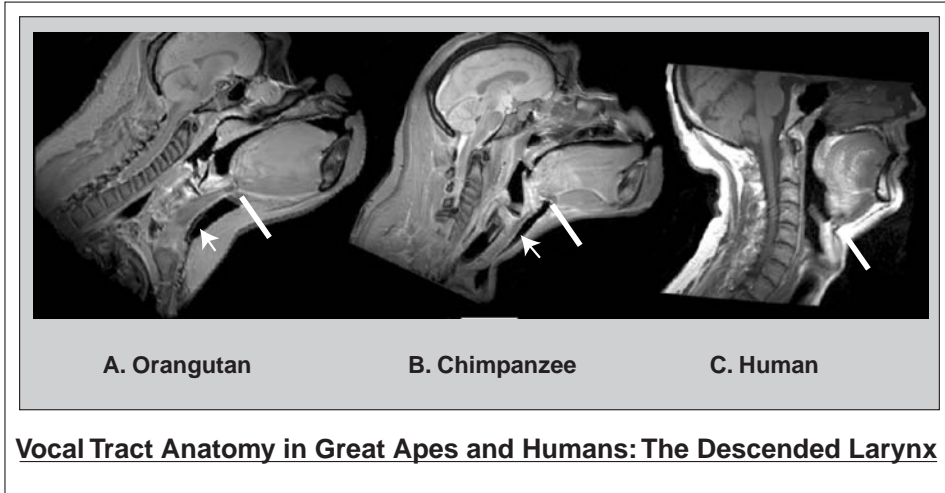 A. Orangutan
B. Chimpanzee
C. Human
Vocal Tract Anatomy in Great Apes and Humans: The Descended Larynx